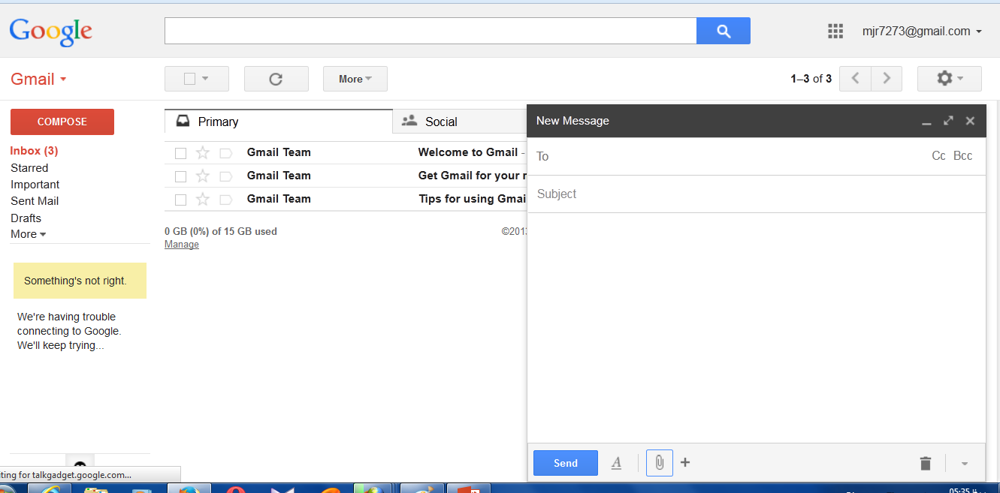 Google
mjr7273@gmail.com
Gmail
More
1–3 of 3
COMPOSE
Inbox (3)
Starred
Important
Sent Mail
Drafts
More
Something's not right.
We're having trouble
connecting to Google.
We'll keep trying...
Primary
Social
Gmail Team Welcome to Gmail -
Gmail Team Get Gmail for your
Gmail Team Tips for using
0 GB (0%) of 15 GB used
Manage
©2013
New Message
To
Cc Bcc
Subject
Send
A
iting for talkgadget.google.com...
05:35